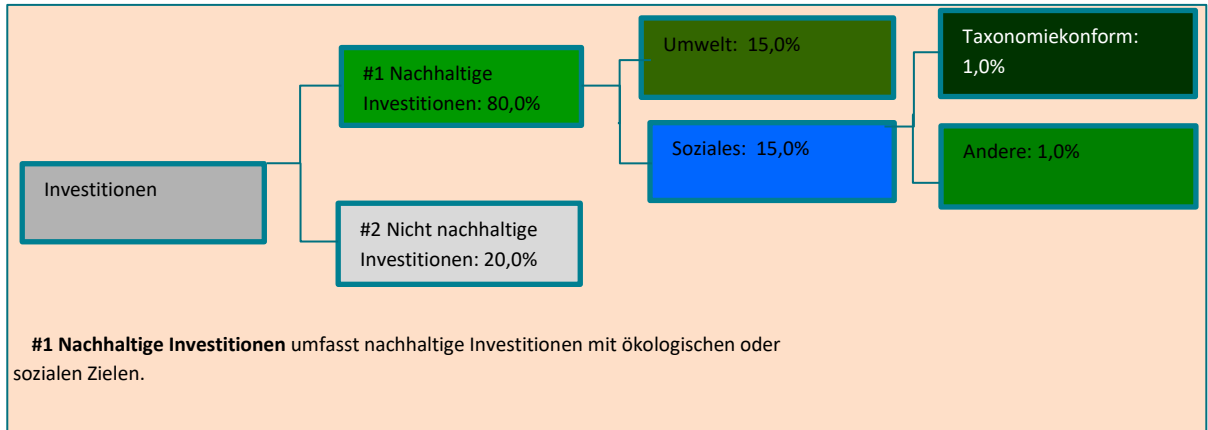 Investitionen
#1 Nachhaltige
Investitionen: 80,0%
#2 Nicht nachhaltige
Investitionen: 20,0%
Umwelt: 15,0%
Soziales: 15,0%
Taxonomiekonform:
1,0%
Andere: 1,0%
#1 Nachhaltige Investitionen umfasst nachhaltige Investitionen mit ökologischen oder
sozialen Zielen.